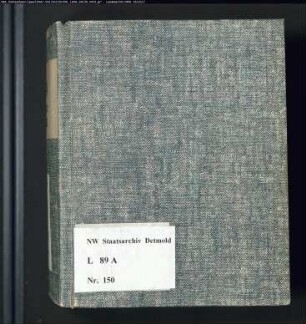 NW Staatsarchiv Detmold
L 89 A
Nr. 150